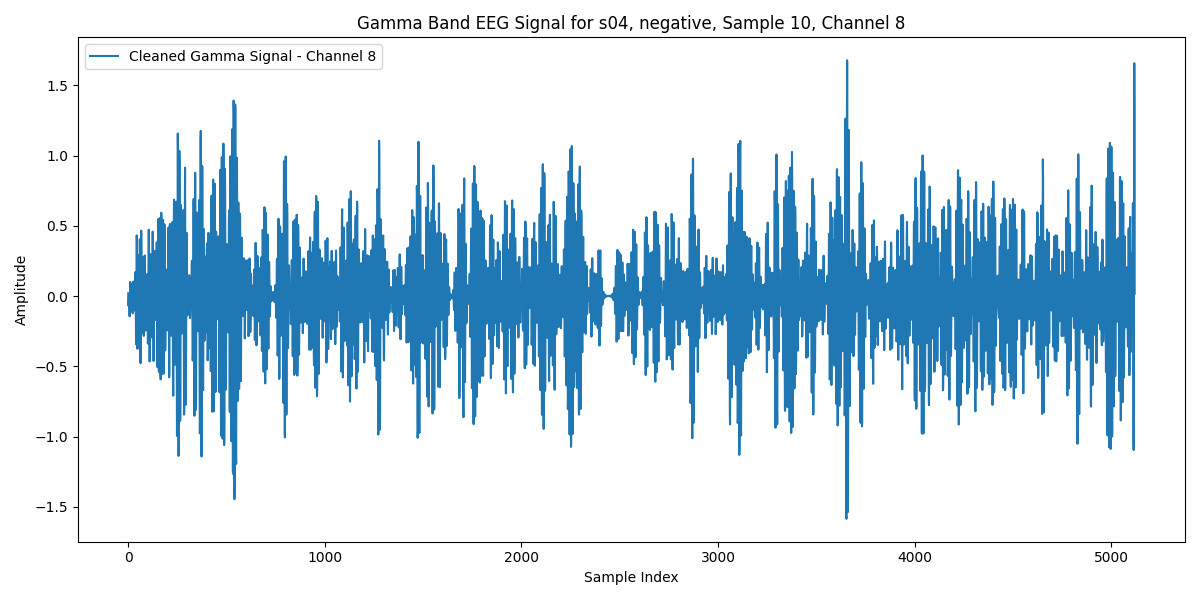 Gamma Band EEG Signal for s04, negative, Sample 10, Channel 8
Cleaned Gamma Signal - Channel 8
1.5
1.0
0.5
0.0
−0.5
−1.0
−1.5
Amplitude
0 1000 2000 3000 4000 5000
Sample Index